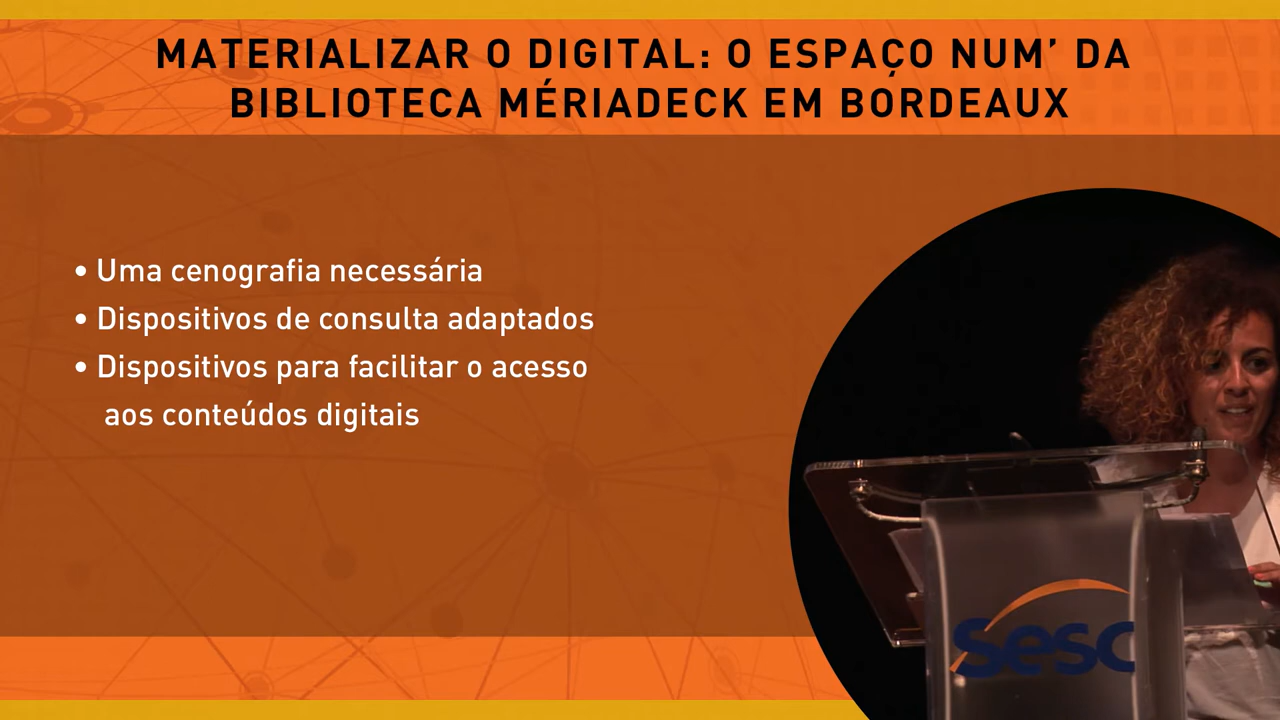 MATERIALIZAR O DIGITAL: O ESPAÇO NUM’ DA
BIBLIOTECA MÉRIADECK EM BORDEAUX
• Uma cenografia necessária
• Dispositivos de consulta adaptados
• Dispositivos para facilitar o acesso
aos conteúdos digitais
sesc